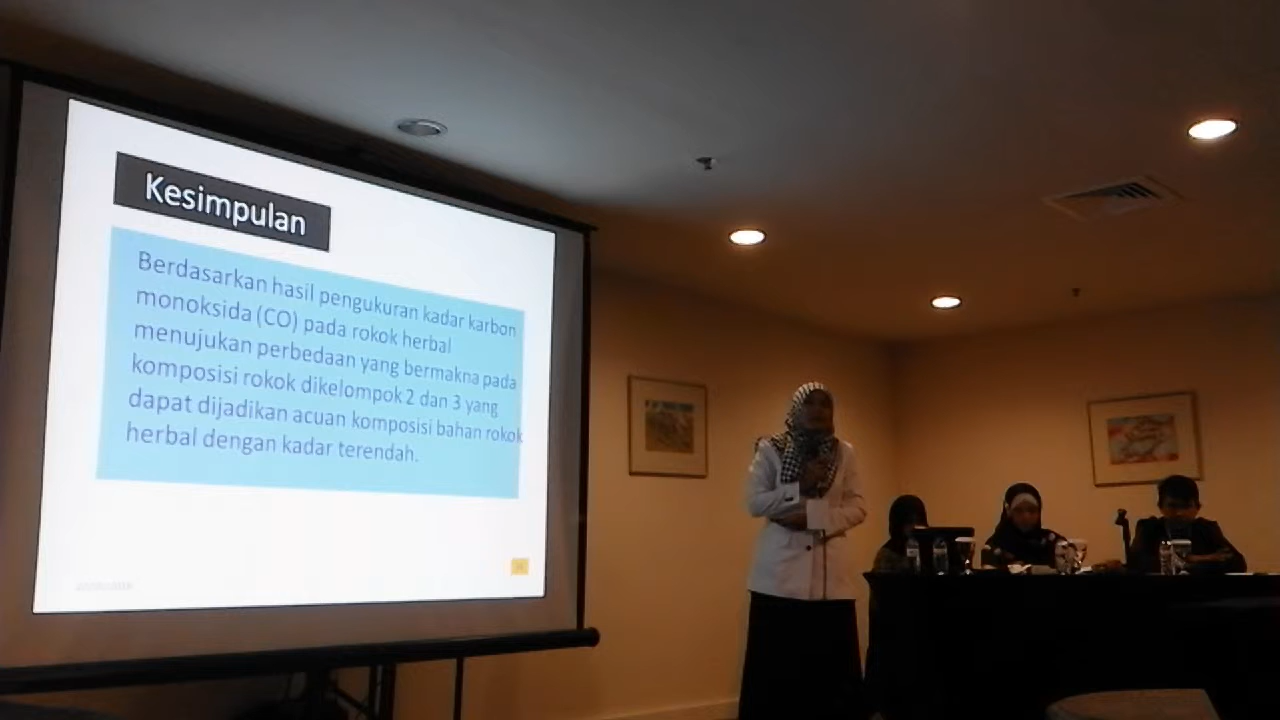 Kesimpulan
Berdasarkan hasil pengukuran kadar karbon
monoksida (CO) pada rokok herbal
menujukan perbedaan yang bermakna pada
komposisi rokok dikelompok 2 dan 3 yang
dapat dijadikan acuan komposisi bahan rokok
herbal dengan kadar terendah.